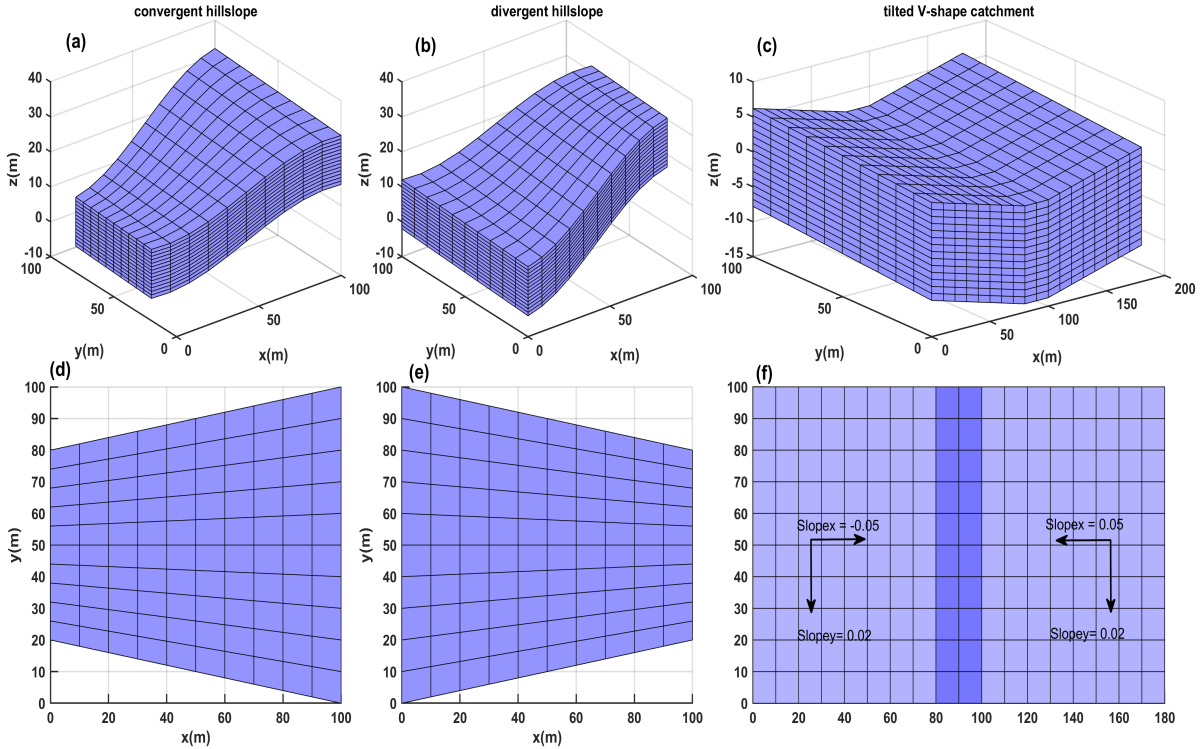 convergent hillslope
divergent hillslope
tilted V-shape catchment
(a)
(b)
(c)
40
30
20
10
0
-10
z(m)
100
50
0
y(m)
0
50
100
x(m)
40
30
20
10
0
-10
z(m)
100
50
0
y(m)
0
50
100
x(m)
10
5
0
-5
-10
-15
z(m)
100
50
0
y(m)
0
50
100
150
200
x(m)
(d)
(e)
(f)
100
90
80
70
60
50
40
30
20
10
0
y(m)
0 20 40 60 80 100
x(m)
100
90
80
70
60
50
40
30
20
10
0
y(m)
0 20 40 60 80 100
x(m)
100
90
80
70
60
50
40
30
20
10
0
Slopex = -0.05
Slopex = 0.05
Slopey= 0.02
Slopey= 0.02
0 20 40 60 80 100 120 140 160 180